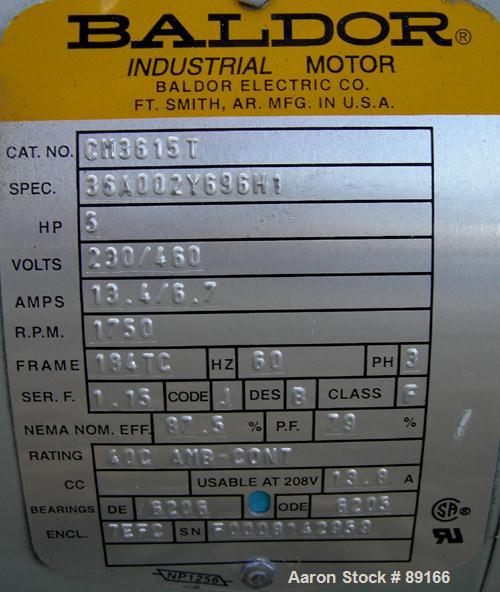 BALDOR®
INDUSTRIAL MOTOR
BALDOR ELECTRIC CO.
FT. SMITH, AR. MFG. IN U.S.A.
CAT. NO. CM3615T
SPEC. 36A002Y696H1
HP 5
VOLTS 230/460
AMPS 13.4/6.7
R.P.M. 1750
FRAME 184TC HZ 60 PH 3
SER. F. 1.15 CODE J DES B CLASS F
NEMA NOM. EFF. 87.5 % P.F. 79 %
RATING 40C AMB-CONT
CC USABLE AT 208V 13.8 A
BEARINGS DE 6206 ODE 6205
ENCL. TEFC SN
NP1256
Aaron Stock # 89166